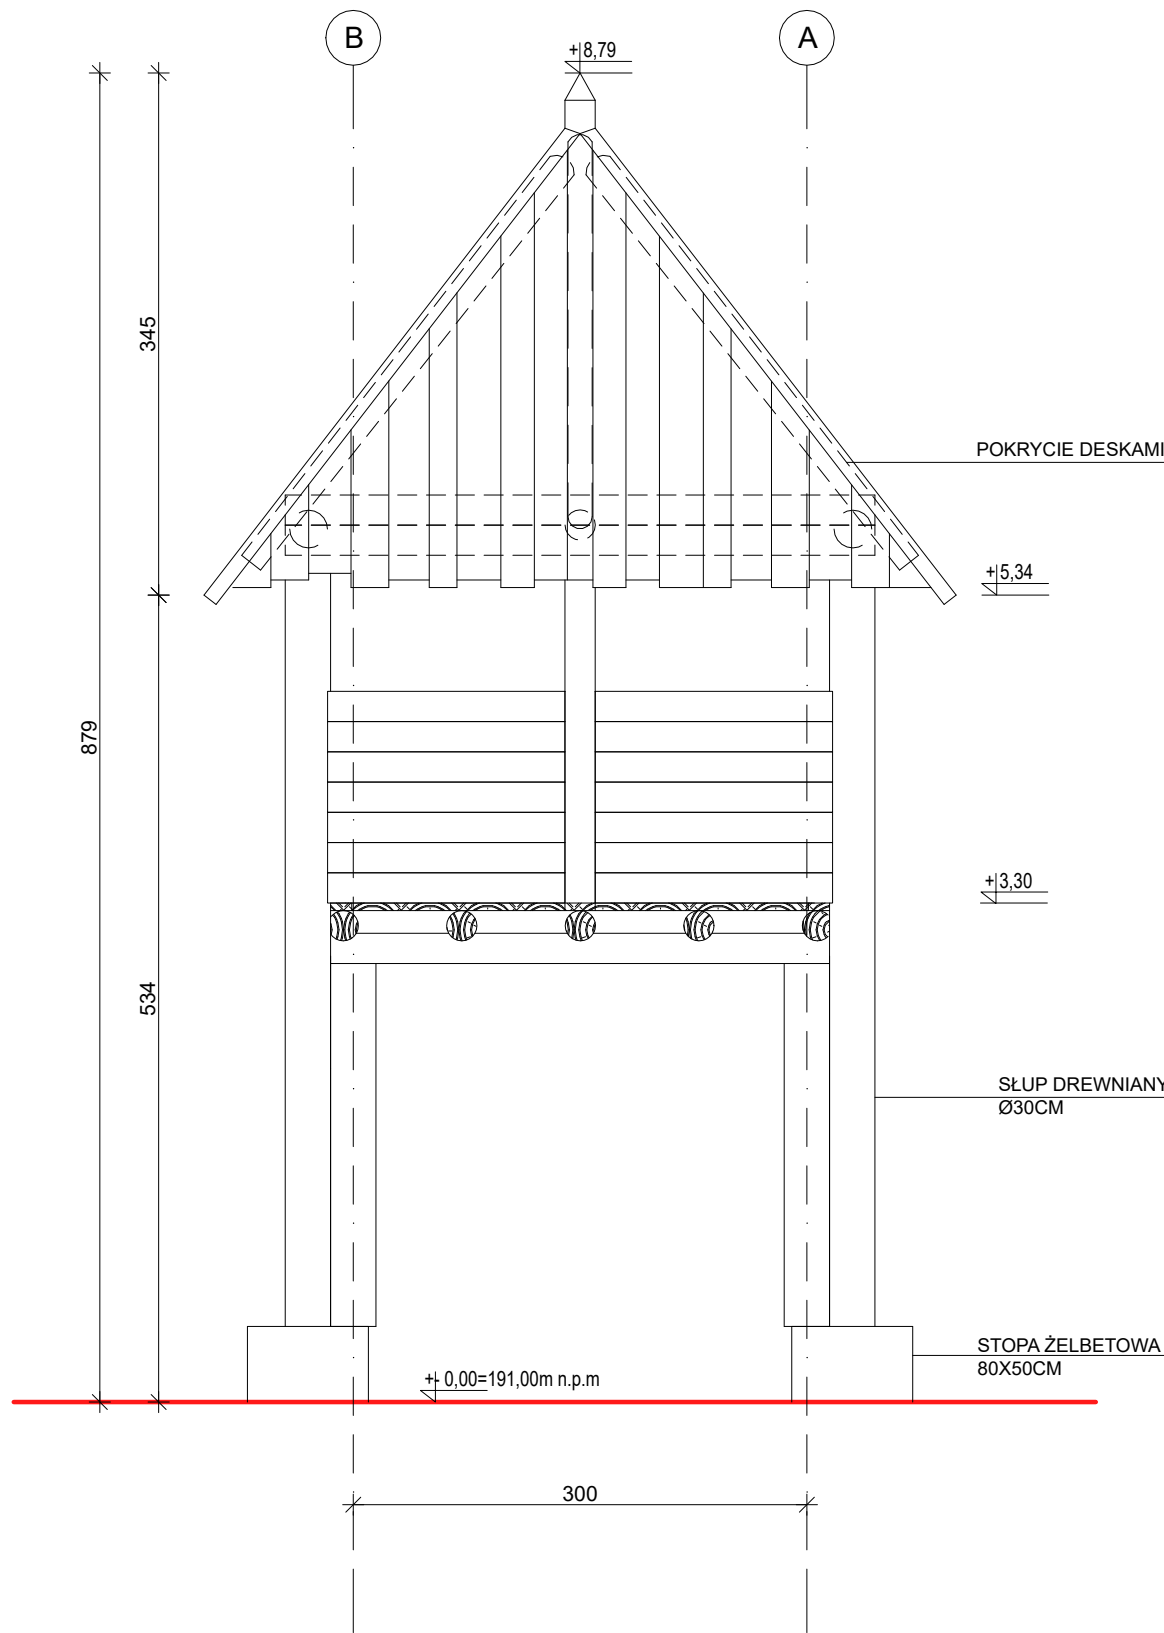 B
A
+8,79
345
POKRYCIE DESKAMI
+5,34
879
+3,30
534
SŁUP DREWNIANY
Ø30CM
STOPA ŻELBETOWA
80X50CM
+- 0,00=191,00m n.p.m
300